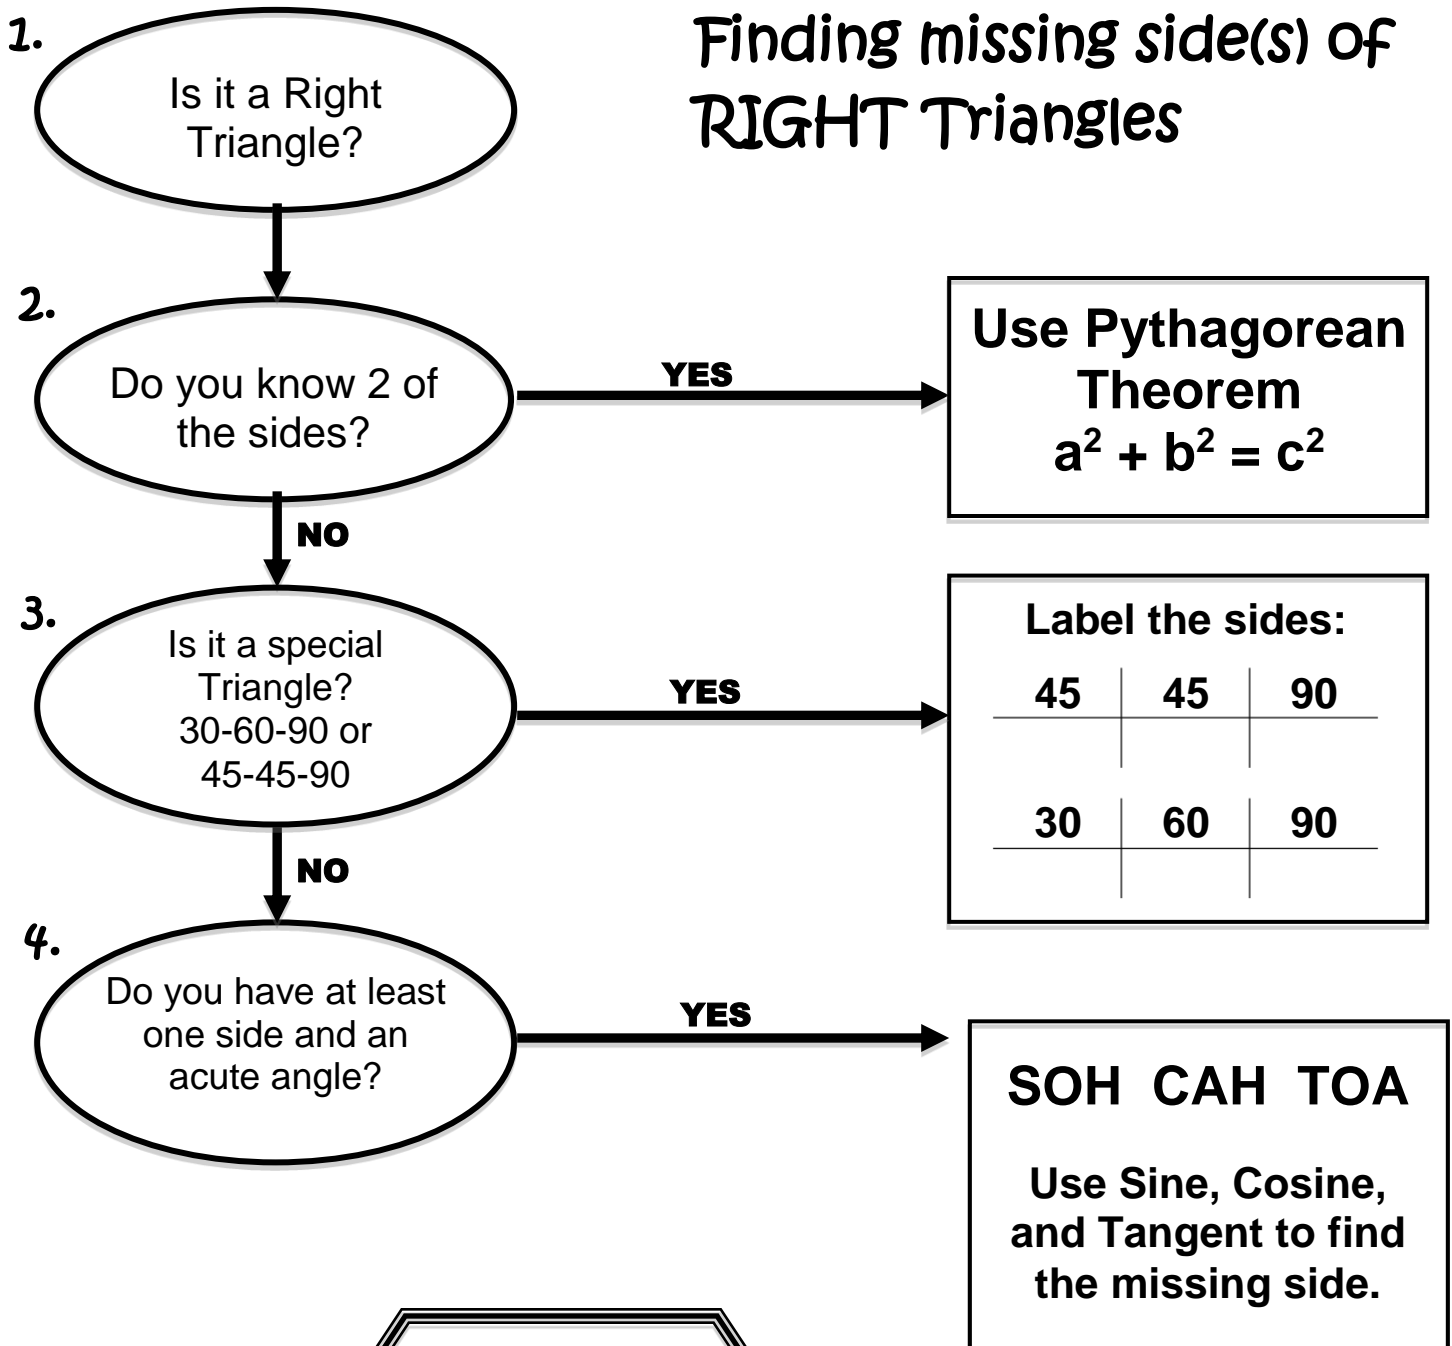 Finding missing side(s) of
RIGHT Triangles
1.
Is it a Right
Triangle?
2.
Do you know 2 of
the sides?
YES
Use Pythagorean
Theorem
a² + b² = c²
NO
3.
Is it a special
Triangle?
30-60-90 or
45-45-90
YES
Label the sides:
45 45 90
30 60 90
NO
4.
Do you have at least
one side and an
acute angle?
YES
SOH CAH TOA
Use Sine, Cosine,
and Tangent to find
the missing side.